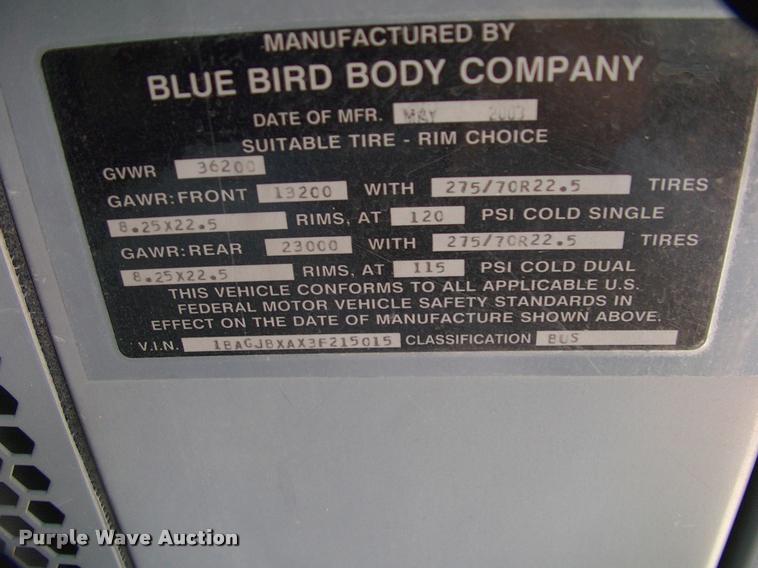 MANUFACTURED BY
BLUE BIRD BODY COMPANY
DATE OF MFR. MAY 2003
SUITABLE TIRE - RIM CHOICE
GVWR 36200
GAWR: FRONT 13200 WITH 275/70R22.5 TIRES
8.25X22.5 RIMS, AT 120 PSI COLD SINGLE
GAWR: REAR 23000 WITH 275/70R22.5 TIRES
8.25X22.5 RIMS, AT 115 PSI COLD DUAL
THIS VEHICLE CONFORMS TO ALL APPLICABLE U.S.
FEDERAL MOTOR VEHICLE SAFETY STANDARDS IN
EFFECT ON THE DATE OF MANUFACTURE SHOWN ABOVE.
V.I.N. 1BAGJBXAX3F215015 CLASSIFICATION BUS
Purple Wave Auction